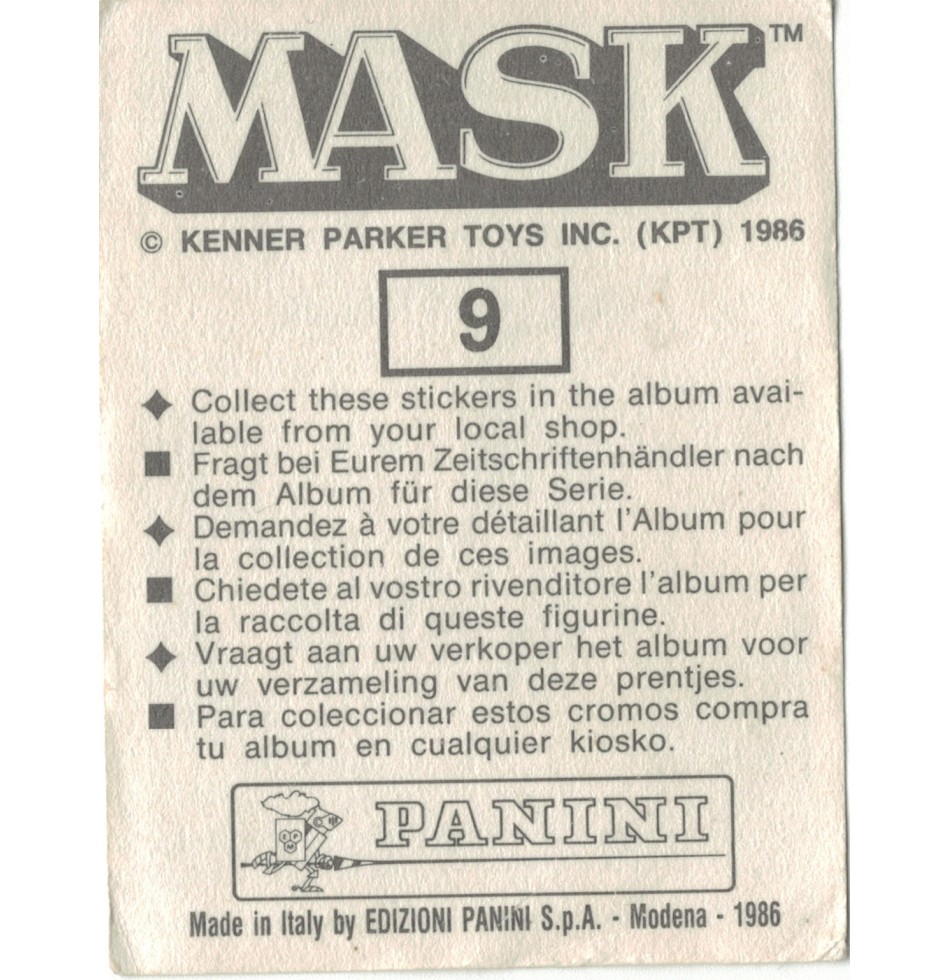 MASK™
© KENNER PARKER TOYS INC. (KPT) 1986
9
Collect these stickers in the album avai-
lable from your local shop.
Fragt bei Eurem Zeitschriftenhändler nach
dem Album für diese Serie.
Demandez à votre détaillant l'Album pour
la collection de ces images.
Chiedete al vostro rivenditore l'album per
la raccolta di queste figurine.
Vraagt aan uw verkoper het album voor
uw verzameling van deze prentjes.
Para coleccionar estos cromos compra
tu album en cualquier kiosko.
PANINI
Made in Italy by EDIZIONI PANINI S.p.A. - Modena - 1986